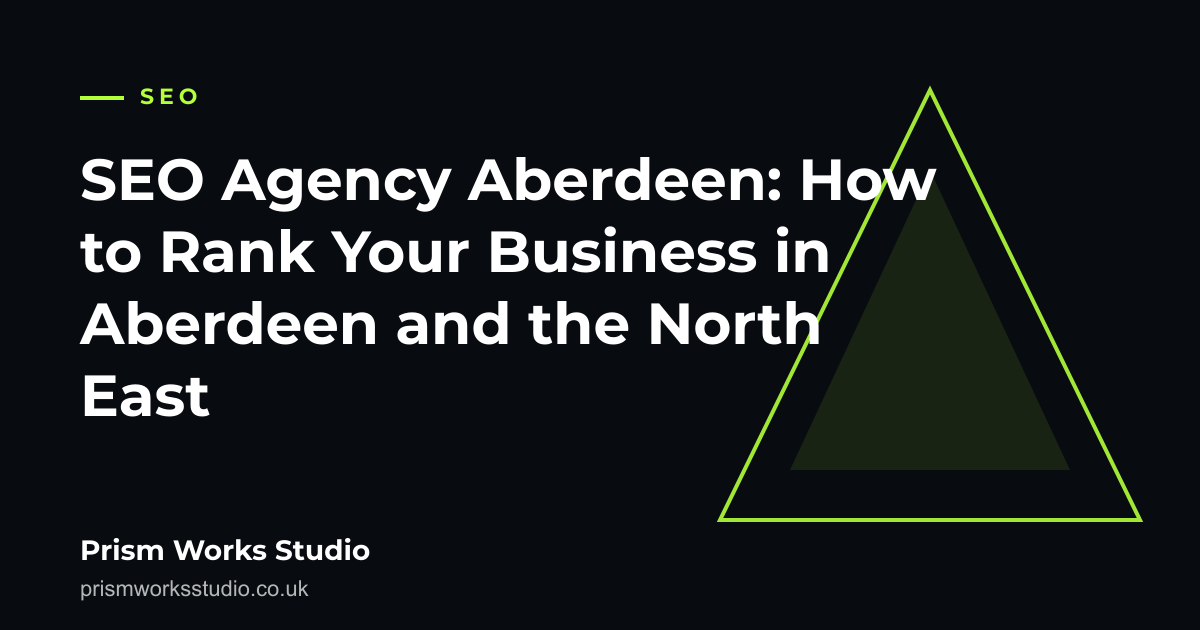 SEO
SEO Agency Aberdeen: How
to Rank Your Business in
Aberdeen and the North
East
Prism Works Studio
prismworksstudio.co.uk